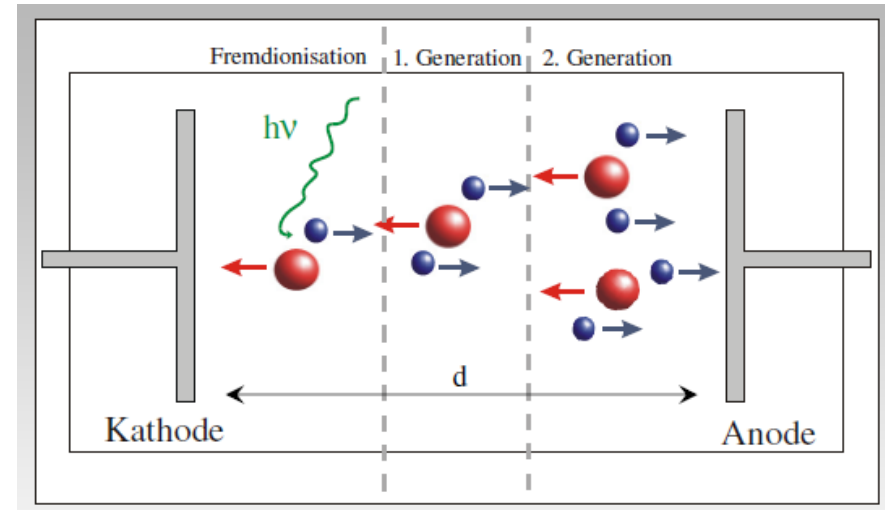 Fremdionisation 1. Generation 2. Generation
hν
d
Kathode Anode